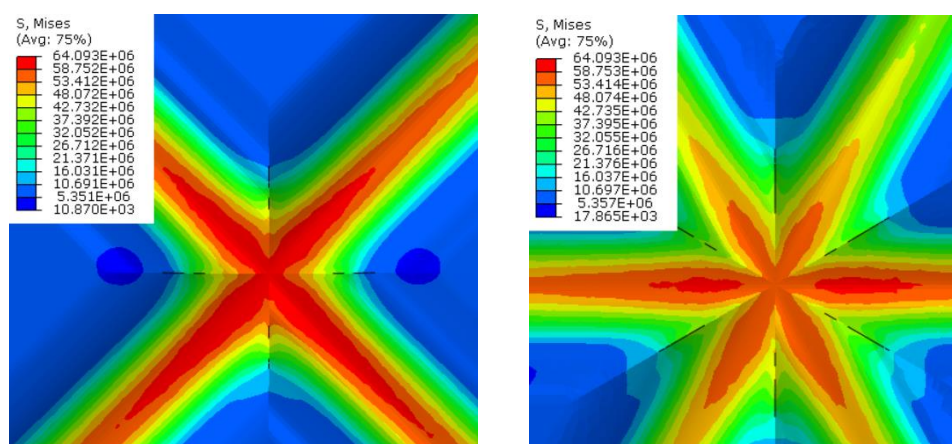 S, Mises
(Avg: 75%)
64.093E+06
58.752E+06
53.412E+06
48.072E+06
42.732E+06
37.392E+06
32.052E+06
26.712E+06
21.371E+06
16.031E+06
10.691E+06
5.351E+06
10.870E+03
S, Mises
(Avg: 75%)
64.093E+06
58.753E+06
53.414E+06
48.074E+06
42.735E+06
37.395E+06
32.055E+06
26.716E+06
21.376E+06
16.037E+06
10.697E+06
5.357E+06
17.865E+03